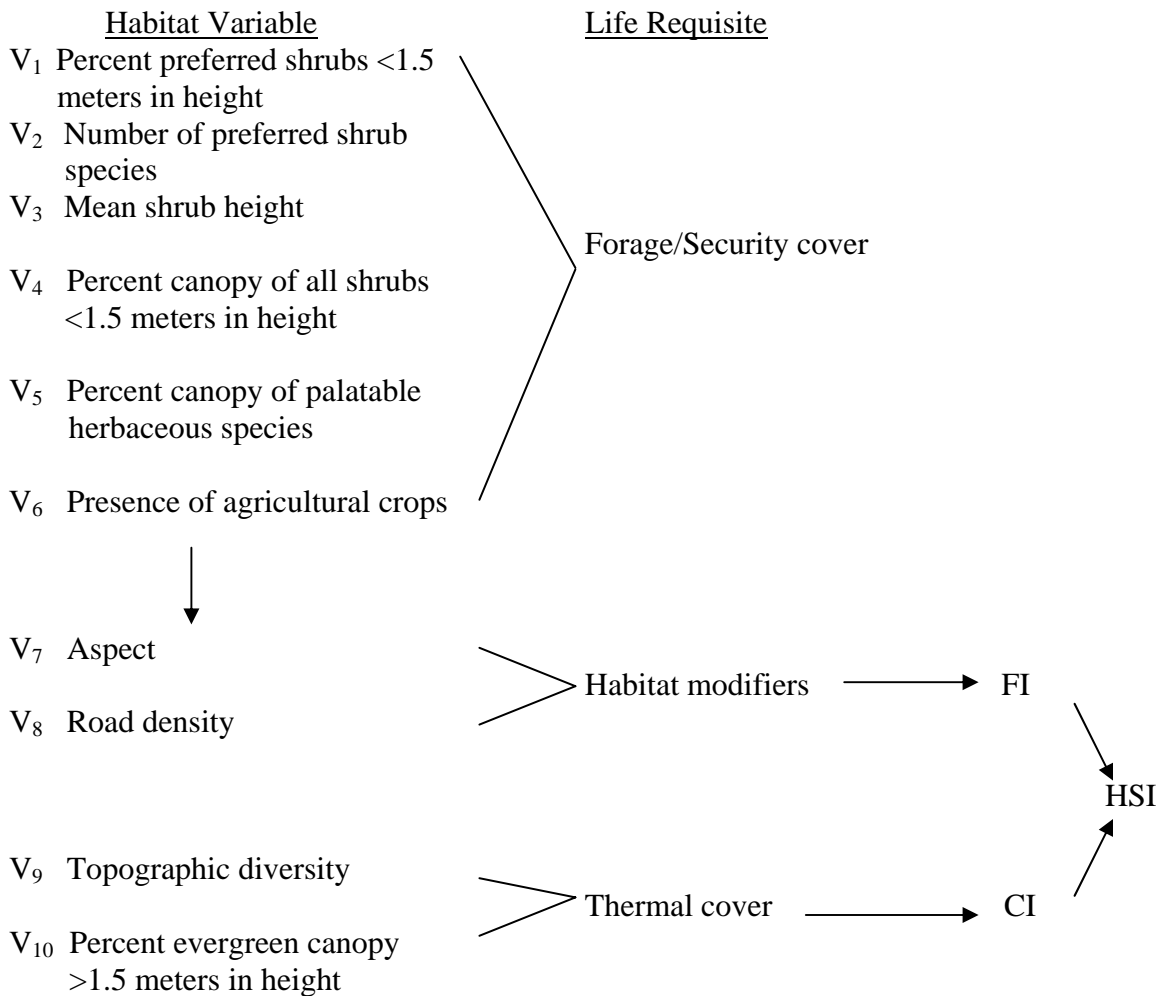 Habitat Variable Life Requisite
V₁ Percent preferred shrubs <1.5
meters in height
V₂ Number of preferred shrub
species
V₃ Mean shrub height
Forage/Security cover
V₄ Percent canopy of all shrubs
<1.5 meters in height
V₅ Percent canopy of palatable
herbaceous species
V₆ Presence of agricultural crops
V₇ Aspect
Habitat modifiers FI
V₈ Road density
HSI
V₉ Topographic diversity
Thermal cover CI
V₁₀ Percent evergreen canopy
>1.5 meters in height